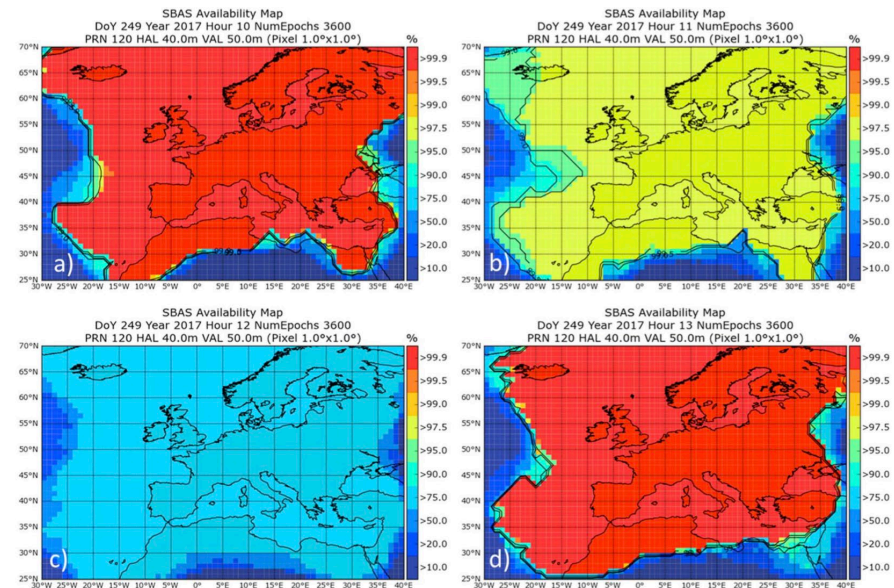 SBAS Availability Map
DoY 249 Year 2017 Hour 10 NumEpochs 3600
PRN 120 HAL 40.0m VAL 50.0m (Pixel 1.0°x1.0°)
%
70°N
65°N
60°N
55°N
50°N
45°N
40°N
35°N
30°N
25°N
30°W 25°W 20°W 15°W 10°W 5°W 0° 5°E 10°E 15°E 20°E 25°E 30°E 35°E 40°E
>99.9
>99.5
>99.0
>97.5
>95.0
>90.0
>75.0
>50.0
>20.0
>10.0
99.0
a)
SBAS Availability Map
DoY 249 Year 2017 Hour 11 NumEpochs 3600
PRN 120 HAL 40.0m VAL 50.0m (Pixel 1.0°x1.0°)
%
70°N
65°N
60°N
55°N
50°N
45°N
40°N
35°N
30°N
25°N
30°W 25°W 20°W 15°W 10°W 5°W 0° 5°E 10°E 15°E 20°E 25°E 30°E 35°E 40°E
>99.9
>99.5
>99.0
>97.5
>95.0
>90.0
>75.0
>50.0
>20.0
>10.0
b)
SBAS Availability Map
DoY 249 Year 2017 Hour 12 NumEpochs 3600
PRN 120 HAL 40.0m VAL 50.0m (Pixel 1.0°x1.0°)
%
70°N
65°N
60°N
55°N
50°N
45°N
40°N
35°N
30°N
25°N
30°W 25°W 20°W 15°W 10°W 5°W 0° 5°E 10°E 15°E 20°E 25°E 30°E 35°E 40°E
>99.9
>99.5
>99.0
>97.5
>95.0
>90.0
>75.0
>50.0
>20.0
>10.0
c)
SBAS Availability Map
DoY 249 Year 2017 Hour 13 NumEpochs 3600
PRN 120 HAL 40.0m VAL 50.0m (Pixel 1.0°x1.0°)
%
70°N
65°N
60°N
55°N
50°N
45°N
40°N
35°N
30°N
25°N
30°W 25°W 20°W 15°W 10°W 5°W 0° 5°E 10°E 15°E 20°E 25°E 30°E 35°E 40°E
>99.9
>99.5
>99.0
>97.5
>95.0
>90.0
>75.0
>50.0
>20.0
>10.0
d)